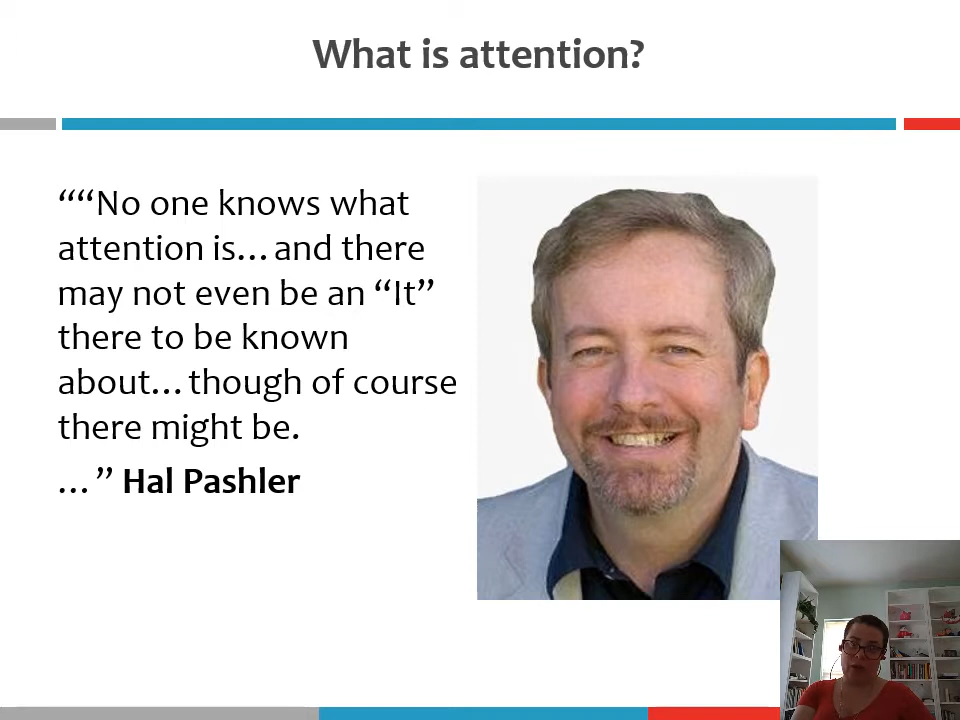 What is attention?
““No one knows what
attention is…and there
may not even be an “It”
there to be known
about…though of course
there might be.
…” Hal Pashler